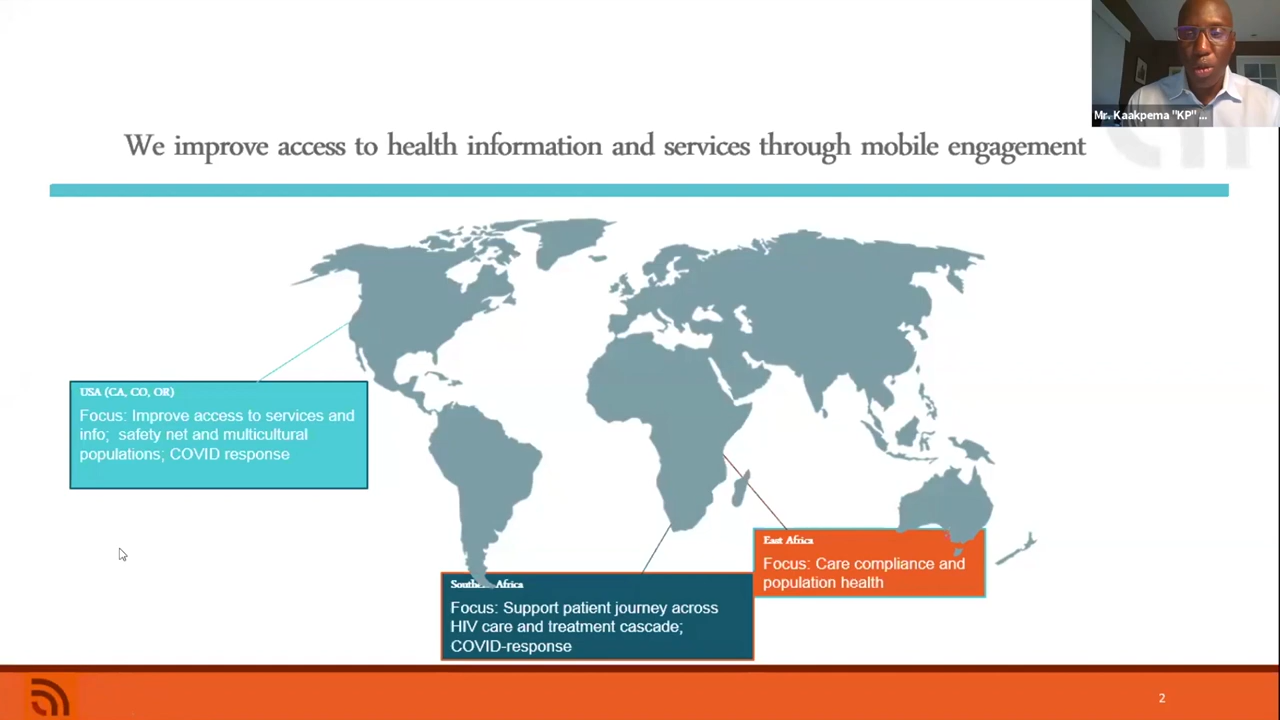 Mr. Kaakpema "KP" ...
We improve access to health information and services through mobile engagement
USA (CA, CO, OR)
Focus: Improve access to services and
info; safety net and multicultural
populations; COVID response
East Africa
Focus: Care compliance and
population health
Africa
Focus: Support patient journey across
HIV care and treatment cascade;
COVID-response
2